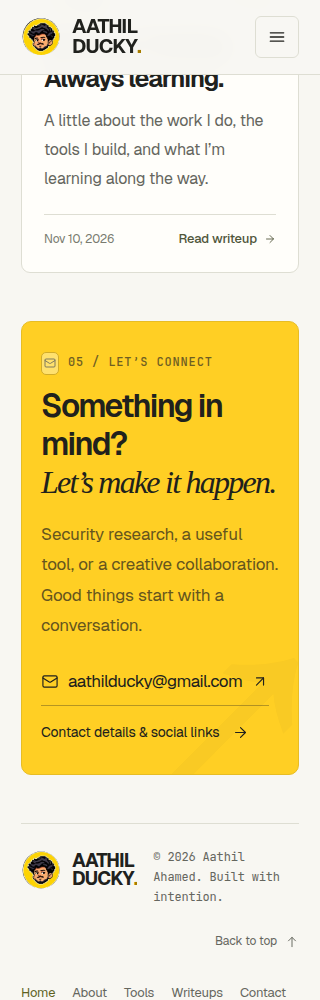 AATHIL
DUCKY.
Always learning.
A little about the work I do, the
tools I build, and what I’m
learning along the way.
Nov 10, 2026
Read writeup
05 / LET’S CONNECT
Something in
mind?
Let’s make it happen.
Security research, a useful
tool, or a creative collaboration.
Good things start with a
conversation.
aathilducky@gmail.com
Contact details & social links
AATHIL
DUCKY.
© 2026 Aathil
Ahamed. Built with
intention.
Back to top
Home About Tools Writeups Contact